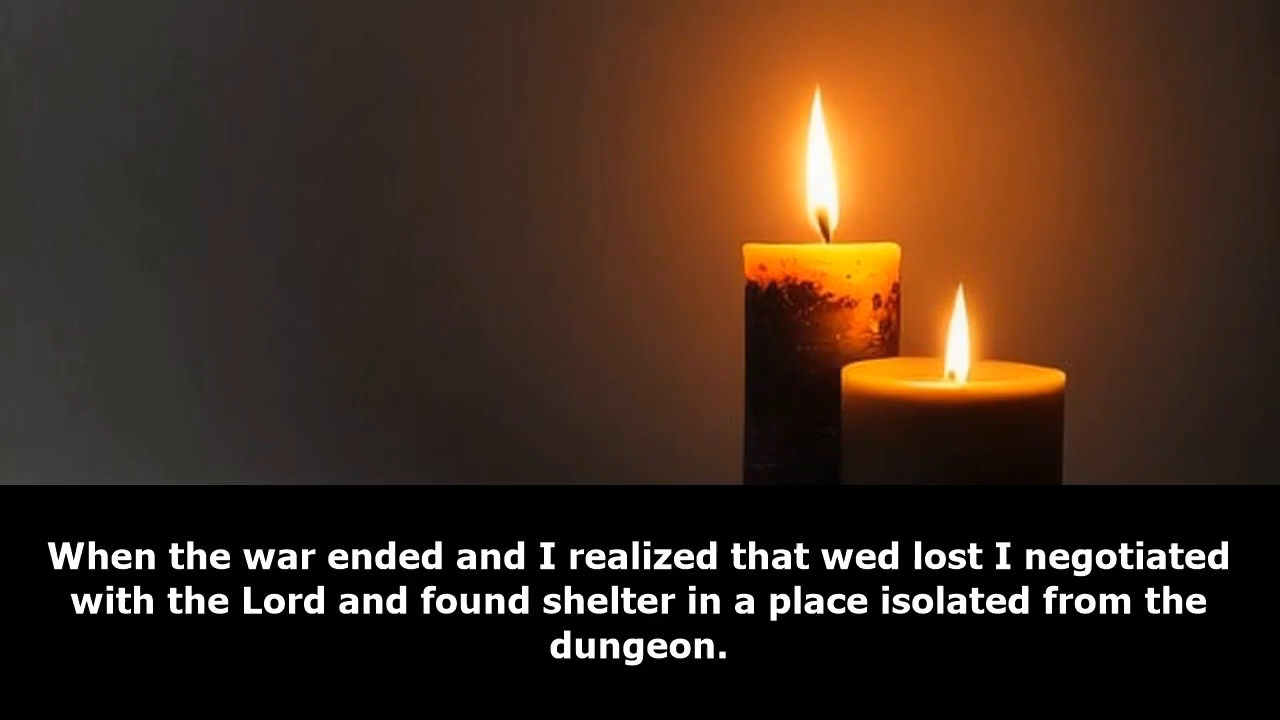 When the war ended and I realized that wed lost I negotiated
with the Lord and found shelter in a place isolated from the
dungeon.